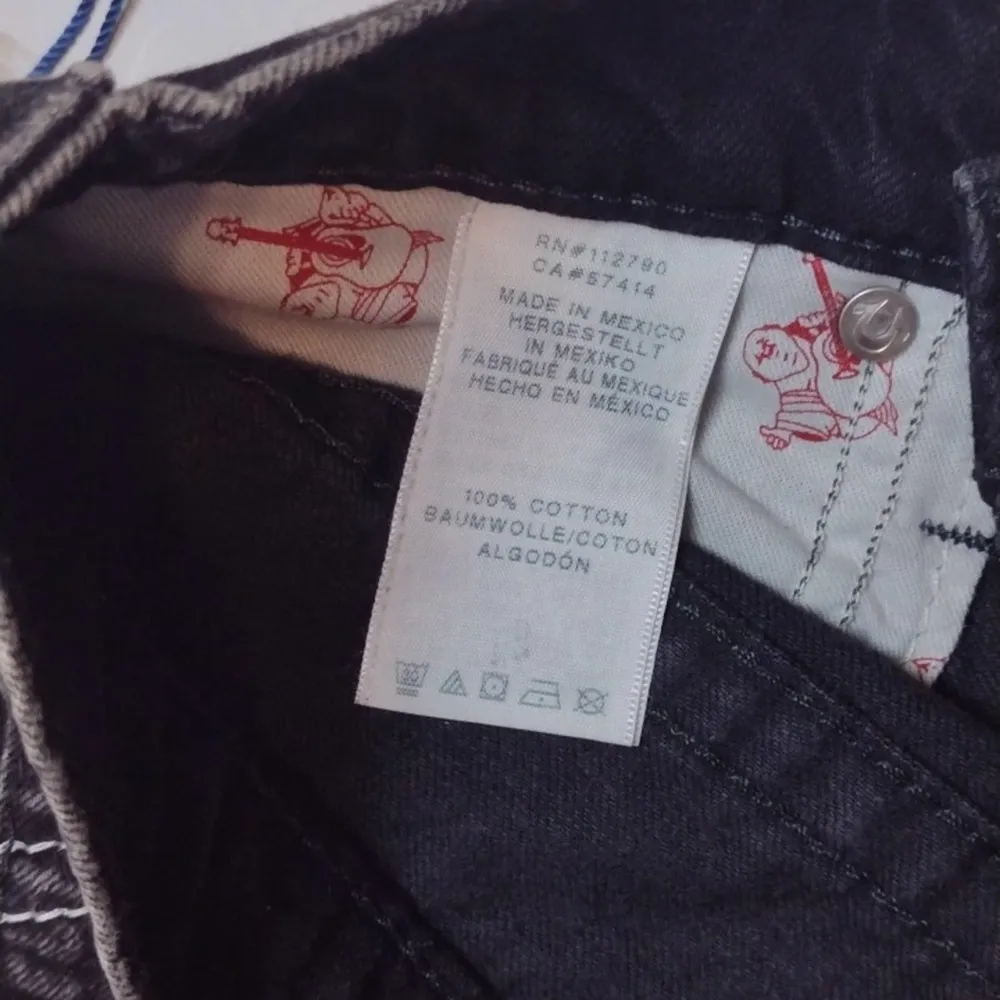 RN#112790
CA#57414
MADE IN MEXICO
HERGESTELLT
IN MEXIKO
FABRIQUÉ AU MEXIQUE
HECHO EN MÉXICO
100% COTTON
BAUMWOLLE/COTON
ALGODÓN
30